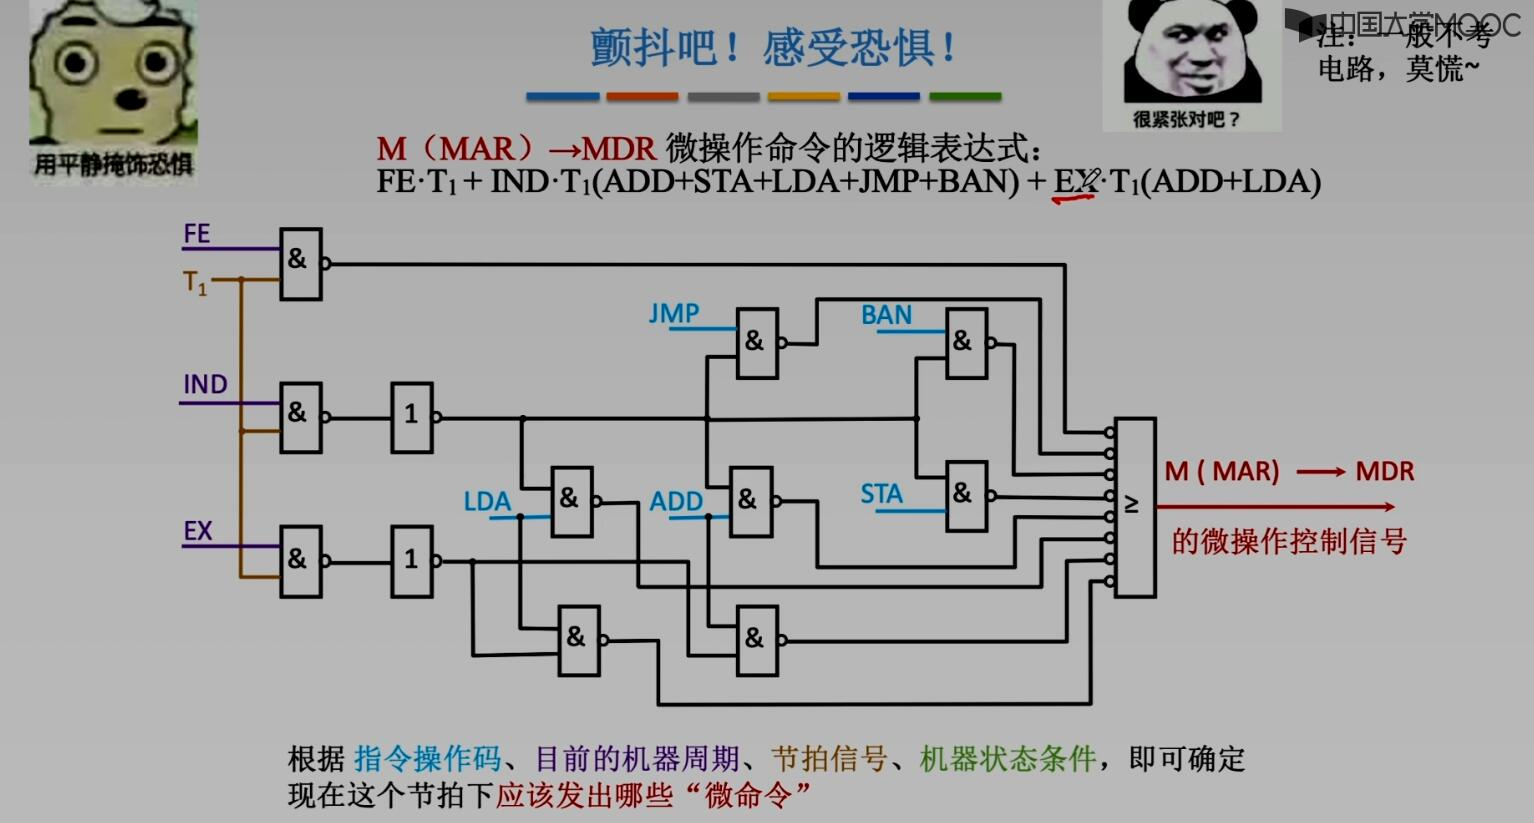 颤抖吧！感受恐惧！
中国大学MOOC
注：一般不考
电路，莫慌~
用平静掩饰恐惧
很紧张对吧？
M（MAR）→MDR 微操作命令的逻辑表达式：
FE·T₁ + IND·T₁(ADD+STA+LDA+JMP+BAN) + EX·T₁(ADD+LDA)
FE
&
T₁
JMP
&
BAN
&
IND
&
1
LDA
&
ADD
&
STA
&
≥
M ( MAR) → MDR
的微操作控制信号
EX
&
1
&
&
根据 指令操作码、目前的机器周期、节拍信号、机器状态条件，即可确定
现在这个节拍下应该发出哪些“微命令”